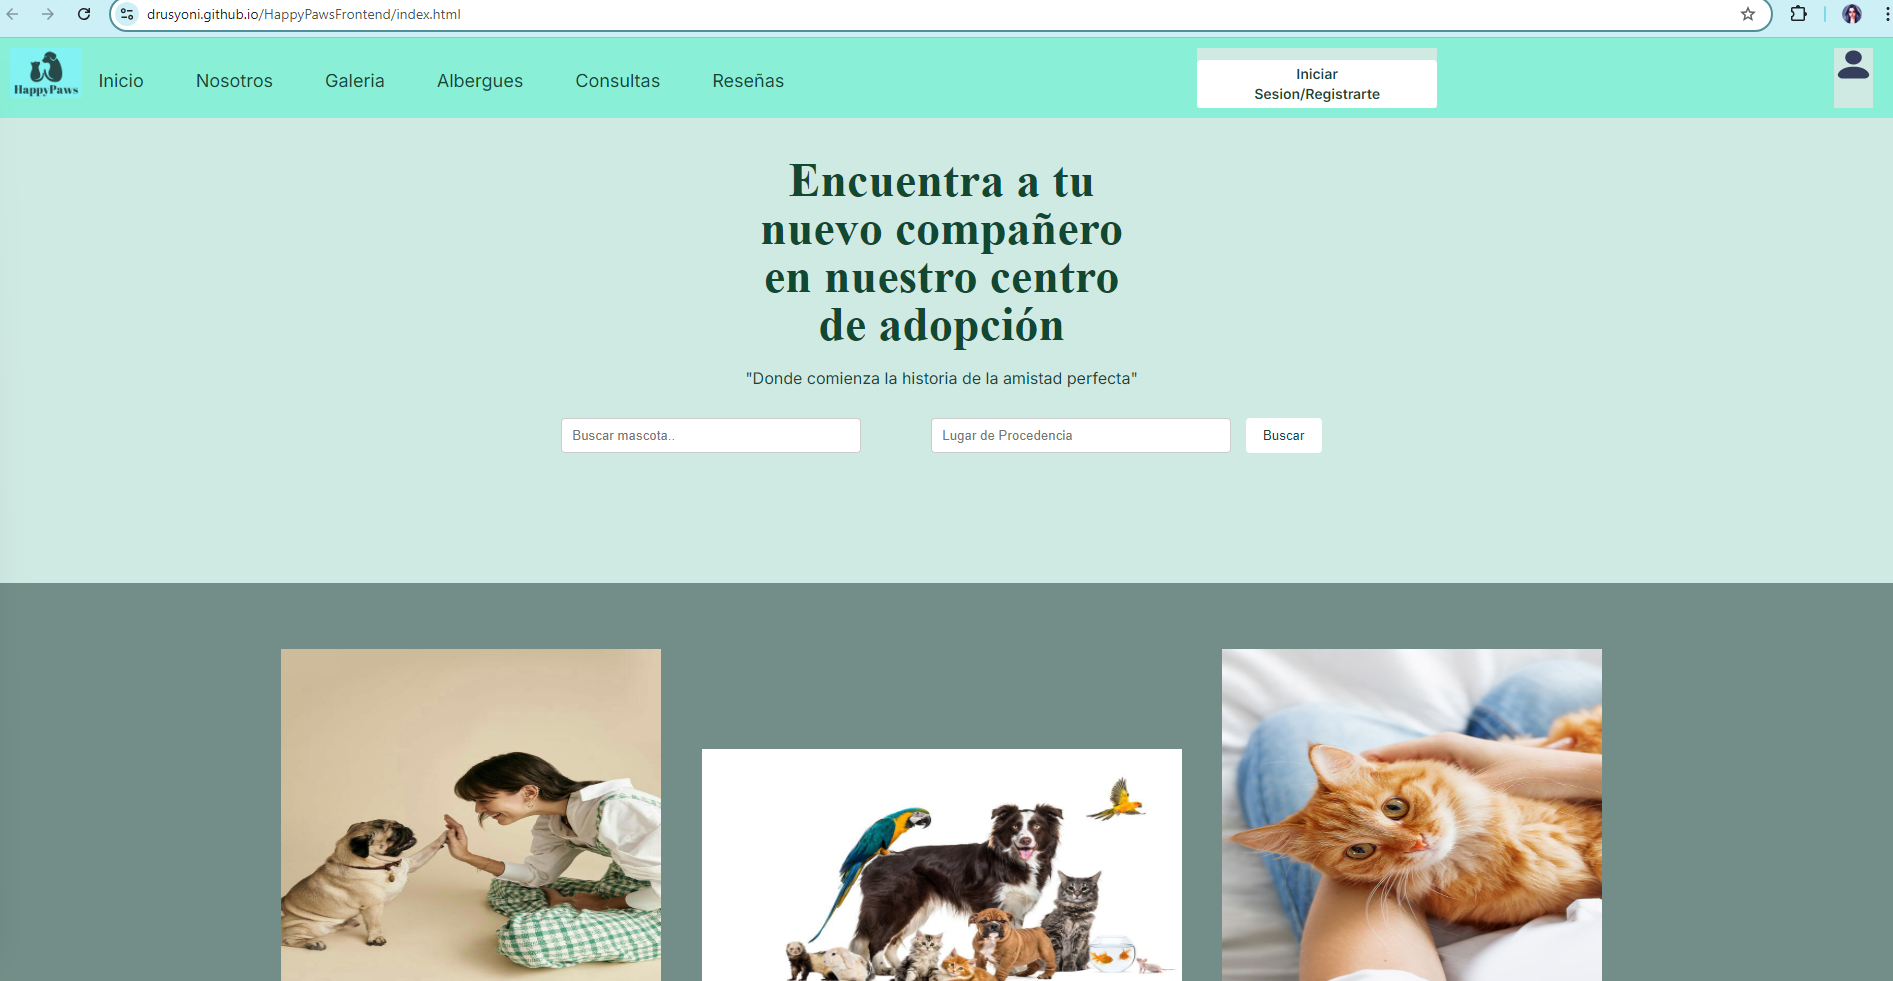 drusyoni.github.io/HappyPawsFrontend/index.html
HappyPaws
Inicio
Nosotros
Galeria
Albergues
Consultas
Reseñas
Iniciar
Sesion/Registrarte
Encuentra a tu
nuevo compañero
en nuestro centro
de adopción
"Donde comienza la historia de la amistad perfecta"
Buscar mascota..
Lugar de Procedencia
Buscar